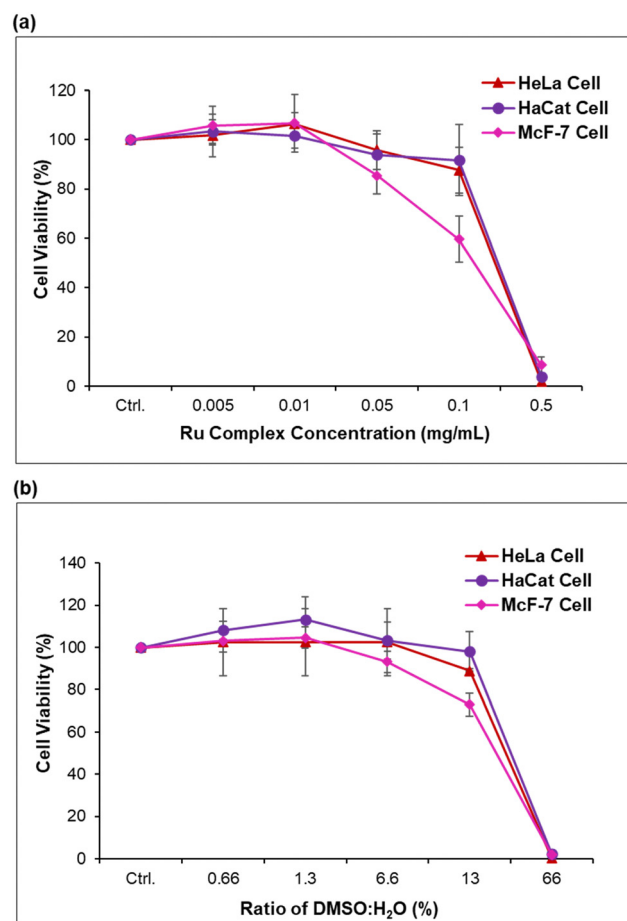 (a)
120
100
80
60
40
20
0
Cell Viability (%)
HeLa Cell
HaCat Cell
McF-7 Cell
Ctrl. 0.005 0.01 0.05 0.1 0.5
Ru Complex Concentration (mg/mL)
(b)
140
120
100
80
60
40
20
0
Cell Viability (%)
HeLa Cell
HaCat Cell
McF-7 Cell
Ctrl. 0.66 1.3 6.6 13 66
Ratio of DMSO:H₂O (%)